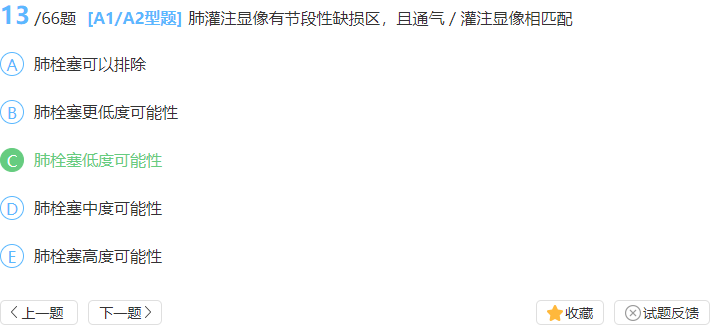 13 /66题 [A1/A2型题] 肺灌注显像有节段性缺损区，且通气／灌注显像相匹配
A 肺栓塞可以排除
B 肺栓塞更低度可能性
C 肺栓塞低度可能性
D 肺栓塞中度可能性
E 肺栓塞高度可能性
上一题 下一题 收藏 试题反馈